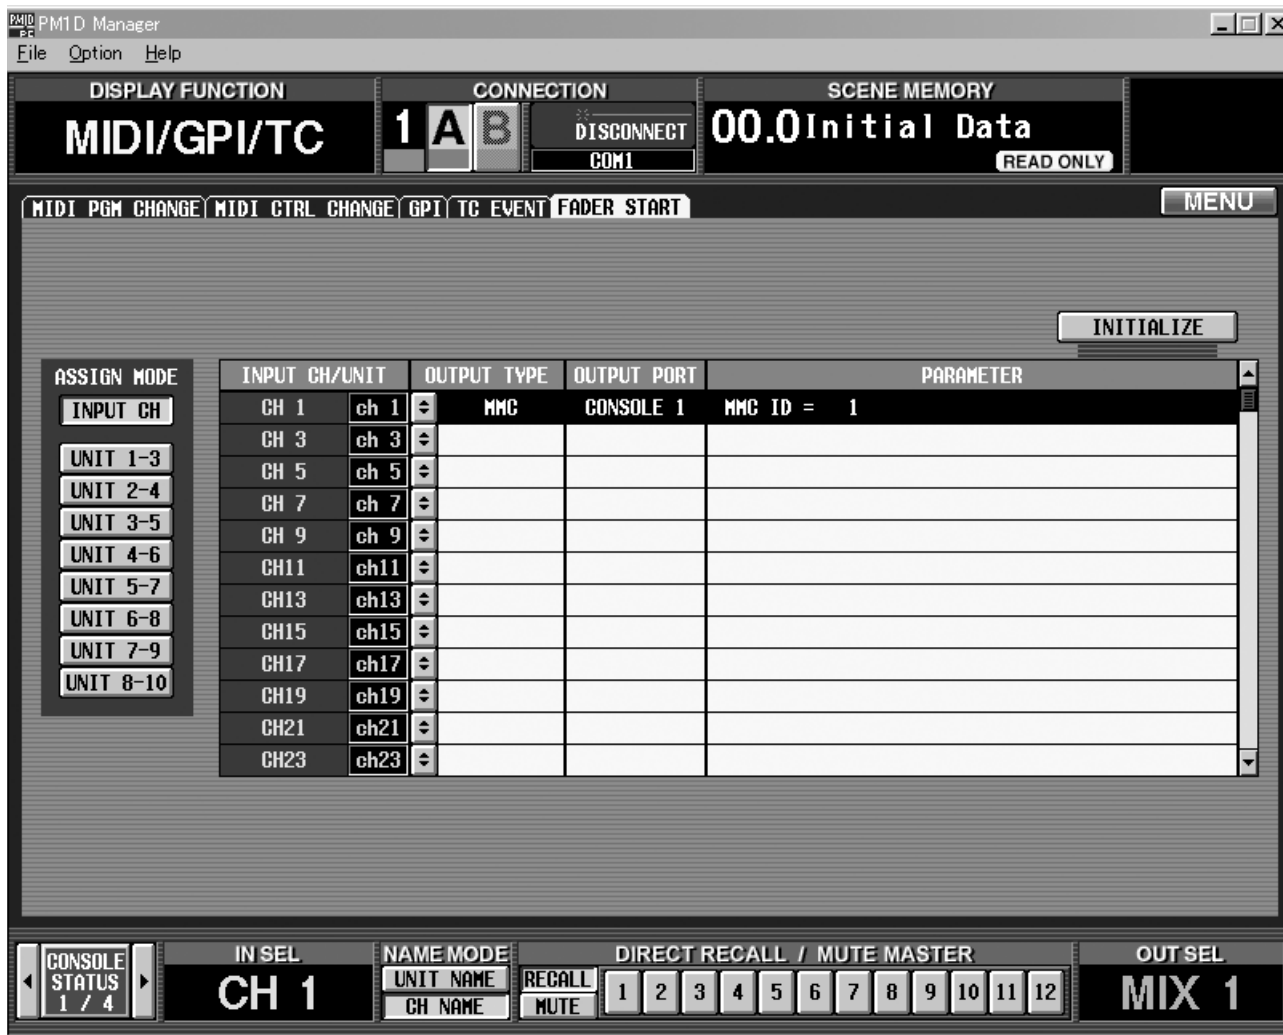 PM1D Manager
File Option Help
DISPLAY FUNCTION CONNECTION SCENE MEMORY
MIDI/GPI/TC 1 A B DISCONNECT 00.0 Initial Data
COM1 READ ONLY
MIDI PGM CHANGE MIDI CTRL CHANGE GPI TC EVENT FADER START MENU
INITIALIZE
ASSIGN MODE INPUT CH/UNIT OUTPUT TYPE OUTPUT PORT PARAMETER
INPUT CH CH 1 ch 1 MMC CONSOLE 1 MMC ID = 1
CH 3 ch 3
UNIT 1-3 CH 5 ch 5
UNIT 2-4 CH 7 ch 7
UNIT 3-5 CH 9 ch 9
UNIT 4-6 CH11 ch11
UNIT 5-7 CH13 ch13
UNIT 6-8 CH15 ch15
UNIT 7-9 CH17 ch17
UNIT 8-10 CH19 ch19
CH21 ch21
CH23 ch23
CONSOLE STATUS 1 / 4
IN SEL
CH 1
NAME MODE
UNIT NAME
CH NAME
DIRECT RECALL / MUTE MASTER
RECALL
MUTE
1 2 3 4 5 6 7 8 9 10 11 12
OUT SEL
MIX 1